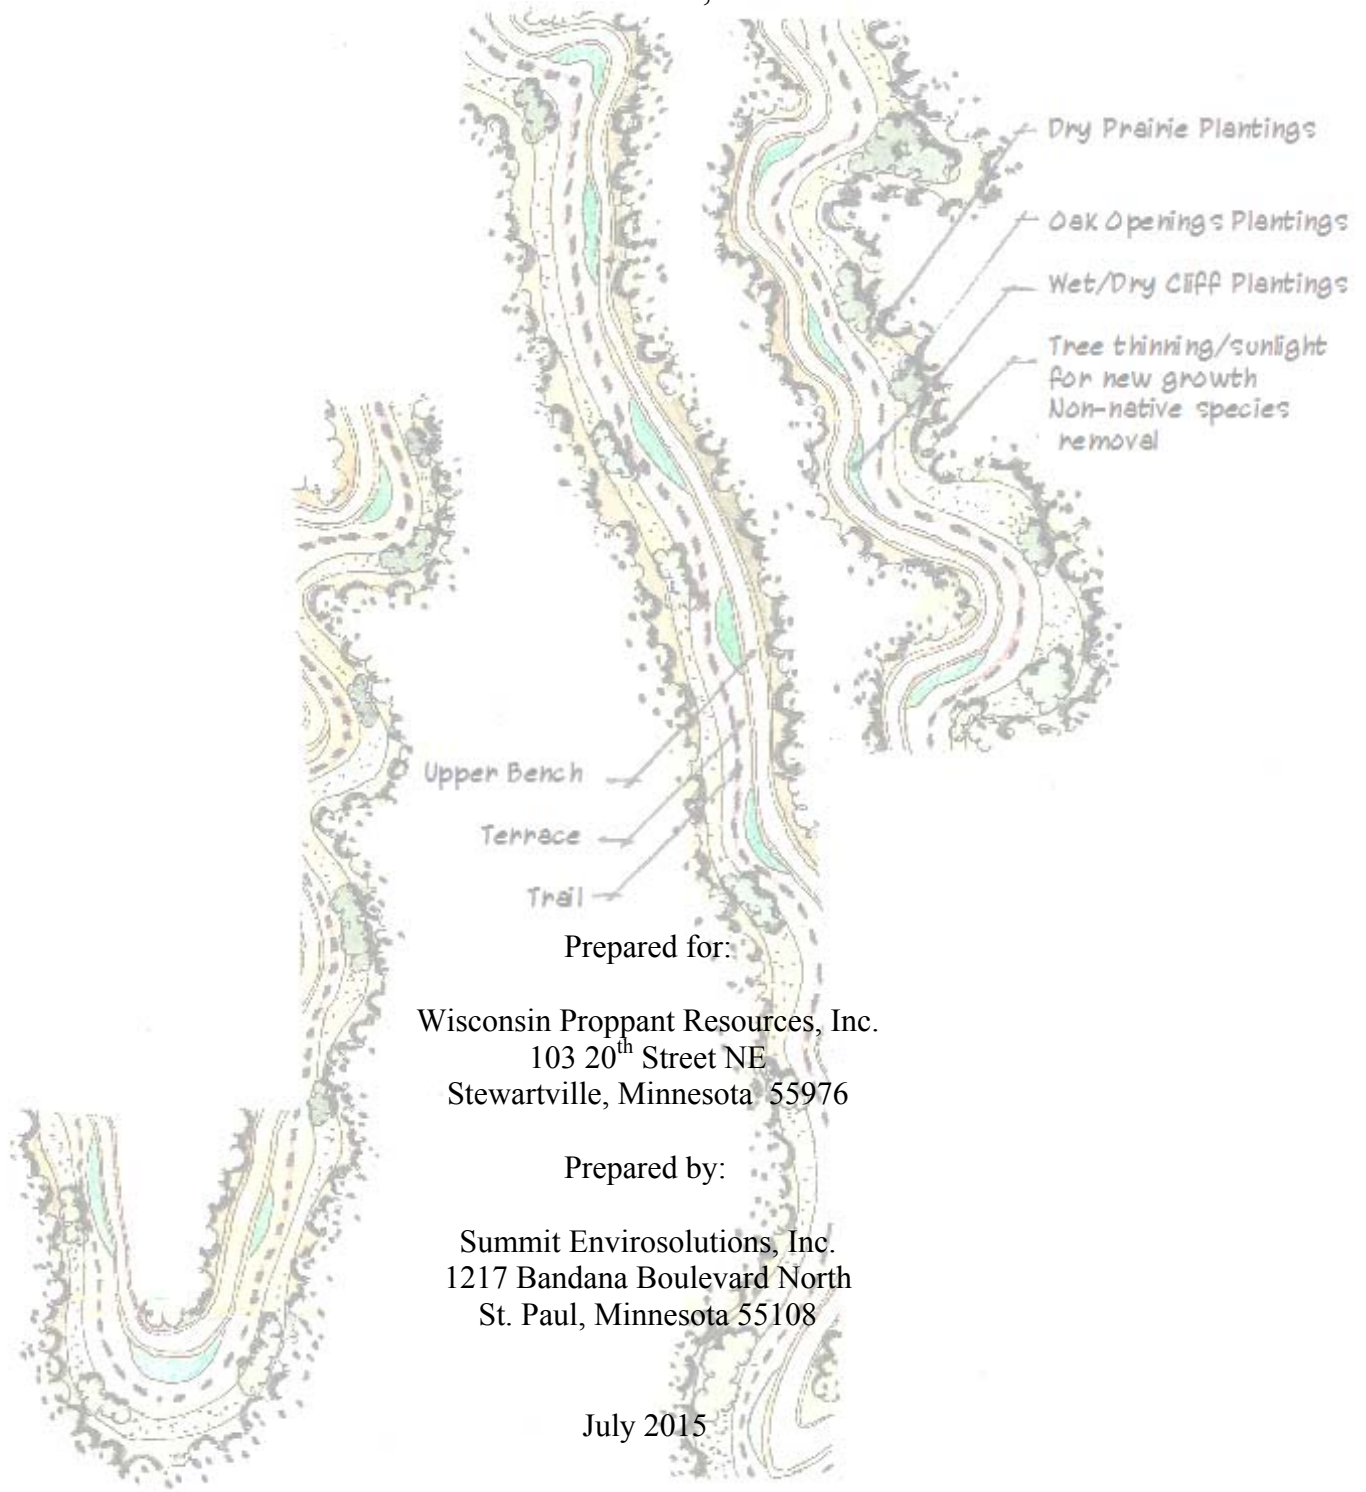 Dry Prairie Plantings
Oak Openings Plantings
Wet/Dry Cliff Plantings
Tree thinning/sunlight
for new growth
Non-native species
removal
Upper Bench
Terrace
Trail
Prepared for:
Wisconsin Proppant Resources, Inc.
103 20th Street NE
Stewartville, Minnesota 55976
Prepared by:
Summit Envirosolutions, Inc.
1217 Bandana Boulevard North
St. Paul, Minnesota 55108
July 2015